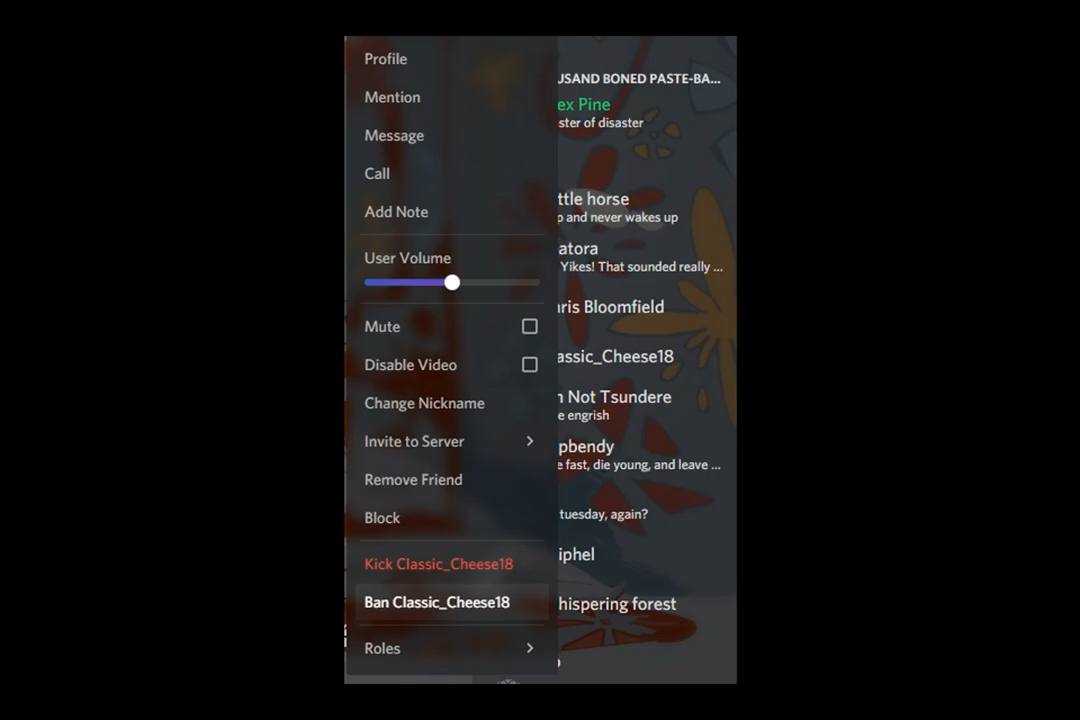 Profile
Mention
Message
Call
Add Note
User Volume
Mute
Disable Video
Change Nickname
Invite to Server
Remove Friend
Block
Kick Classic_Cheese18
Ban Classic_Cheese18
Roles
USAND BONED PASTE-BA...
ex Pine
ster of disaster
ttle horse
p and never wakes up
atora
Yikes! That sounded really ...
ris Bloomfield
assic_Cheese18
n Not Tsundere
e engrish
pbendy
e fast, die young, and leave ...
tuesday, again?
iphel
hispering forest